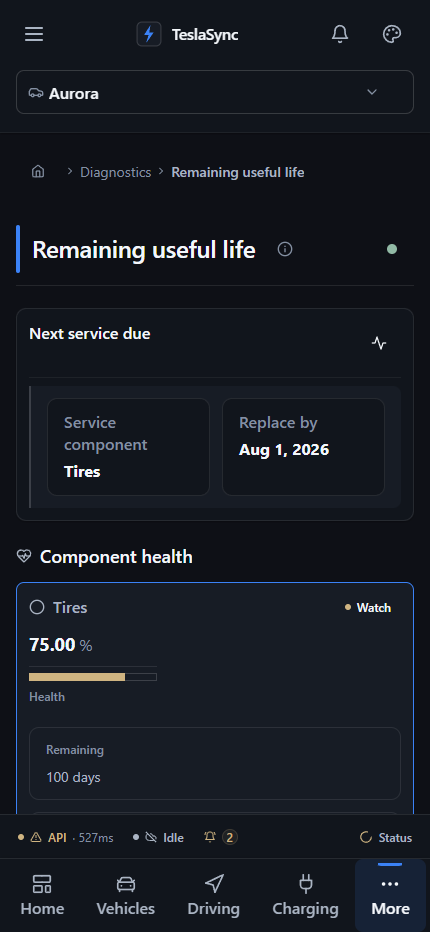 TeslaSync
Aurora
Diagnostics > Remaining useful life
Remaining useful life
Next service due
Service
component
Tires
Replace by
Aug 1, 2026
Component health
Tires
Watch
75.00 %
Health
Remaining
100 days
API · 527ms
Idle
2
Status
Home
Vehicles
Driving
Charging
More